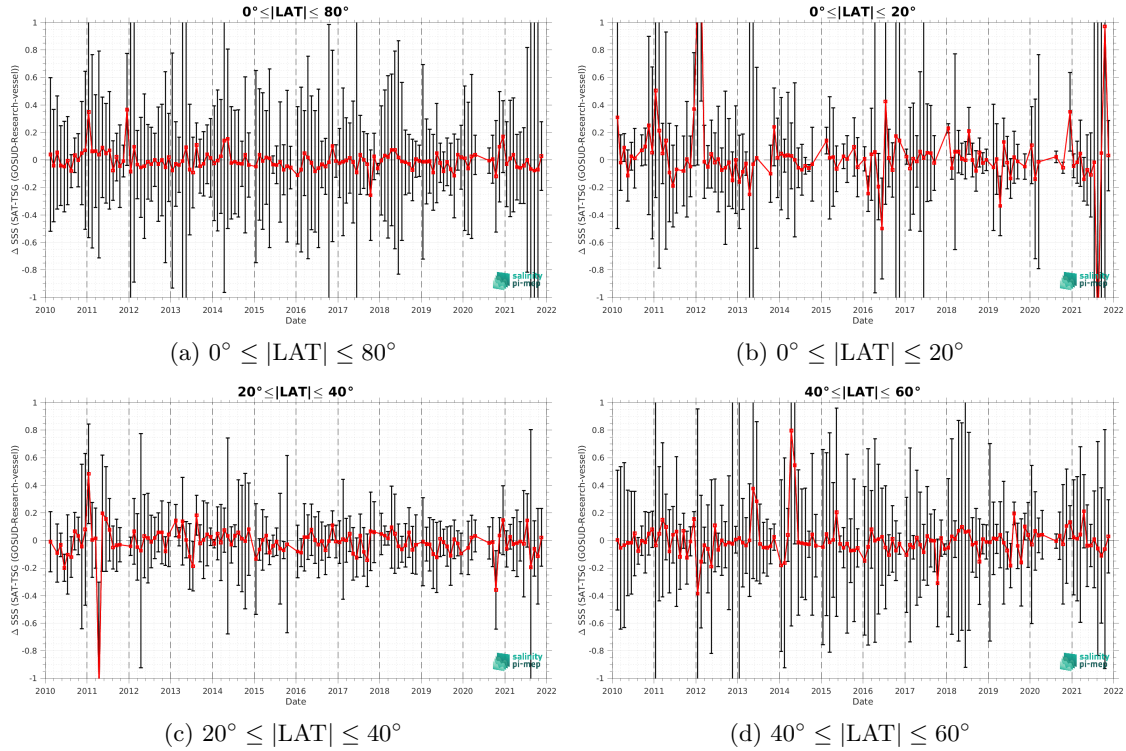 0°≤|LAT|≤ 80°
Δ SSS (SAT-TSG (GOSUD-Research-vessel))
1
0.8
0.6
0.4
0.2
0
-0.2
-0.4
-0.6
-0.8
-1
2010 2011 2012 2013 2014 2015 2016 2017 2018 2019 2020 2021 2022
Date
salinity
pi-mep
(a) 0° ≤ |LAT| ≤ 80°
0°≤|LAT|≤ 20°
Δ SSS (SAT-TSG (GOSUD-Research-vessel))
1
0.8
0.6
0.4
0.2
0
-0.2
-0.4
-0.6
-0.8
-1
2010 2011 2012 2013 2014 2015 2016 2017 2018 2019 2020 2021 2022
Date
salinity
pi-mep
(b) 0° ≤ |LAT| ≤ 20°
20°≤|LAT|≤ 40°
Δ SSS (SAT-TSG (GOSUD-Research-vessel))
1
0.8
0.6
0.4
0.2
0
-0.2
-0.4
-0.6
-0.8
-1
2010 2011 2012 2013 2014 2015 2016 2017 2018 2019 2020 2021 2022
Date
salinity
pi-mep
(c) 20° ≤ |LAT| ≤ 40°
40°≤|LAT|≤ 60°
Δ SSS (SAT-TSG (GOSUD-Research-vessel))
1
0.8
0.6
0.4
0.2
0
-0.2
-0.4
-0.6
-0.8
-1
2010 2011 2012 2013 2014 2015 2016 2017 2018 2019 2020 2021 2022
Date
salinity
pi-mep
(d) 40° ≤ |LAT| ≤ 60°